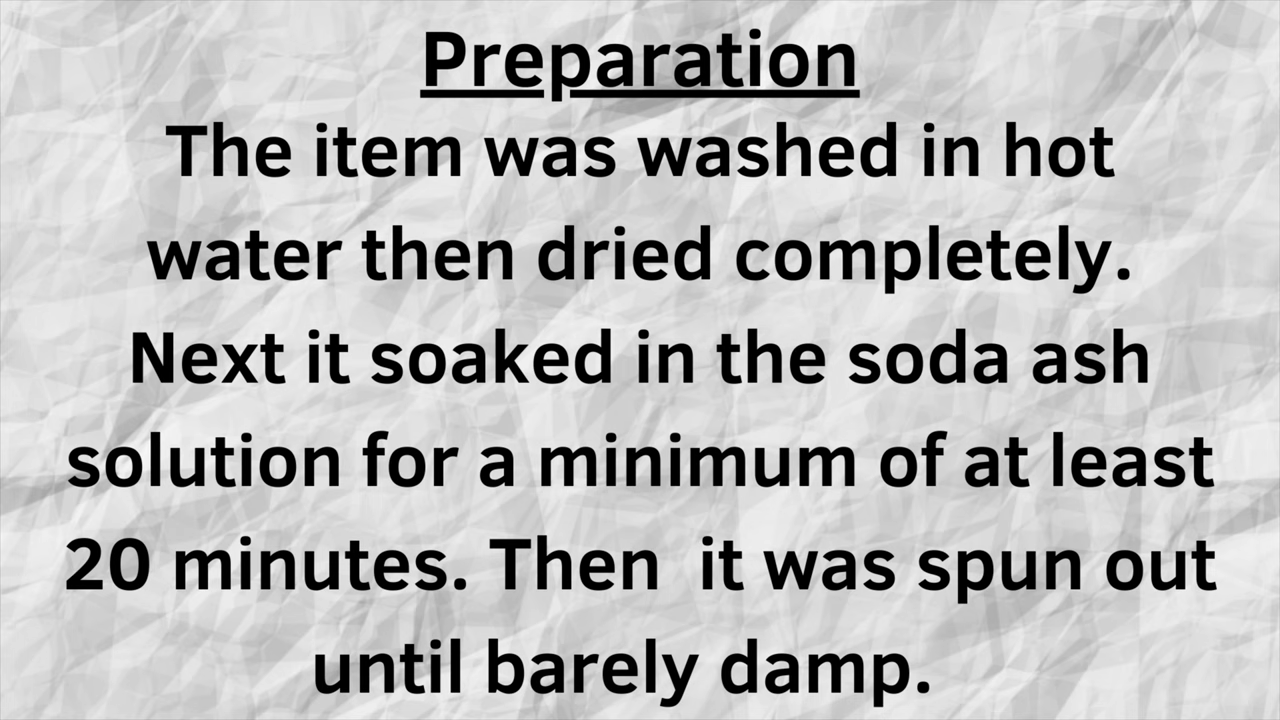 Preparation
The item was washed in hot
water then dried completely.
Next it soaked in the soda ash
solution for a minimum of at least
20 minutes. Then  it was spun out
until barely damp.